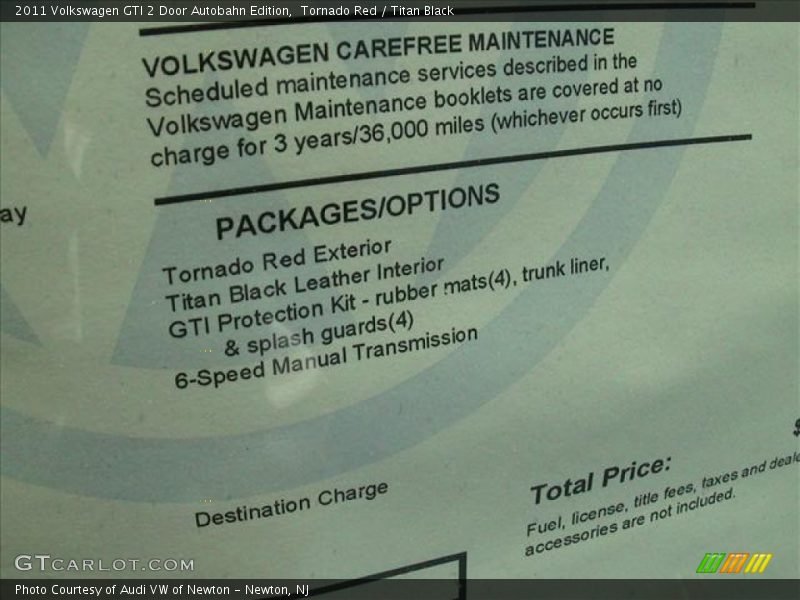 2011 Volkswagen GTI 2 Door Autobahn Edition,  Tornado Red / Titan Black
VOLKSWAGEN CAREFREE MAINTENANCE
Scheduled maintenance services described in the
Volkswagen Maintenance booklets are covered at no
charge for 3 years/36,000 miles (whichever occurs first)
ay
PACKAGES/OPTIONS
Tornado Red Exterior
Titan Black Leather Interior
GTI Protection Kit - rubber mats(4), trunk liner,
& splash guards(4)
6-Speed Manual Transmission
Destination Charge
$
Total Price:
Fuel, license, title fees, taxes and deale
accessories are not included.
GTCARLOT.COM
Photo Courtesy of Audi VW of Newton – Newton, NJ